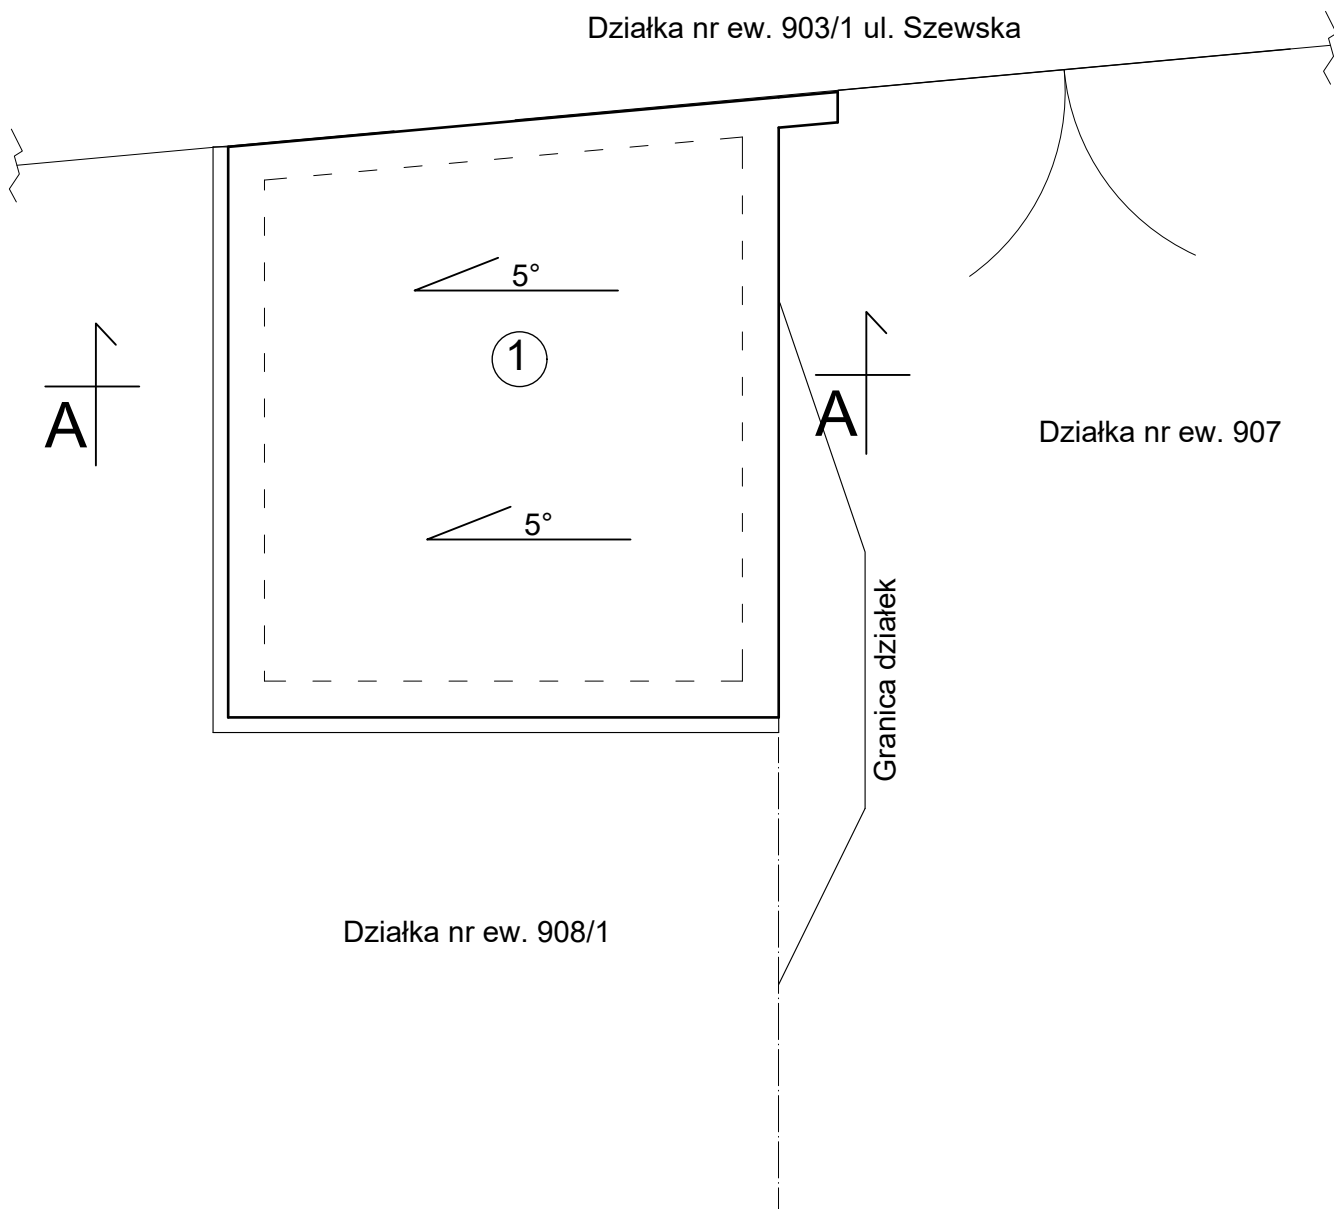 Działka nr ew. 903/1 ul. Szewska
5°
1
A
A
Działka nr ew. 907
5°
Granica działek
Działka nr ew. 908/1